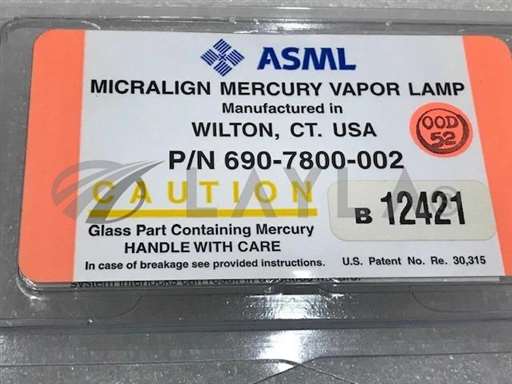 ASML
MICRALIGN MERCURY VAPOR LAMP
Manufactured in
WILTON, CT. USA
OOD
52
P/N 690-7800-002
CAUTION
LAYLA
B 12421
Glass Part Containing Mercury
HANDLE WITH CARE
In case of breakage see provided instructions.
U.S. Patent No. Re. 30,315